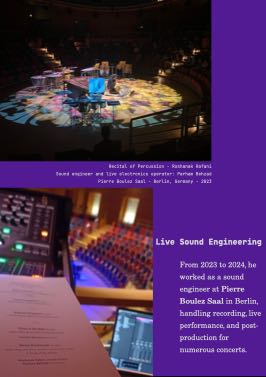 Recital of Percussion - Roshanak Rafani
Sound engineer and live electronics operator: Parham Behzad
Pierre Boulez Saal - Berlin, Germany - 2023
Live Sound Engineering
From 2023 to 2024, he
worked as a sound
engineer at Pierre
Boulez Saal in Berlin,
handling recording, live
performance, and post-
production for
numerous concerts.